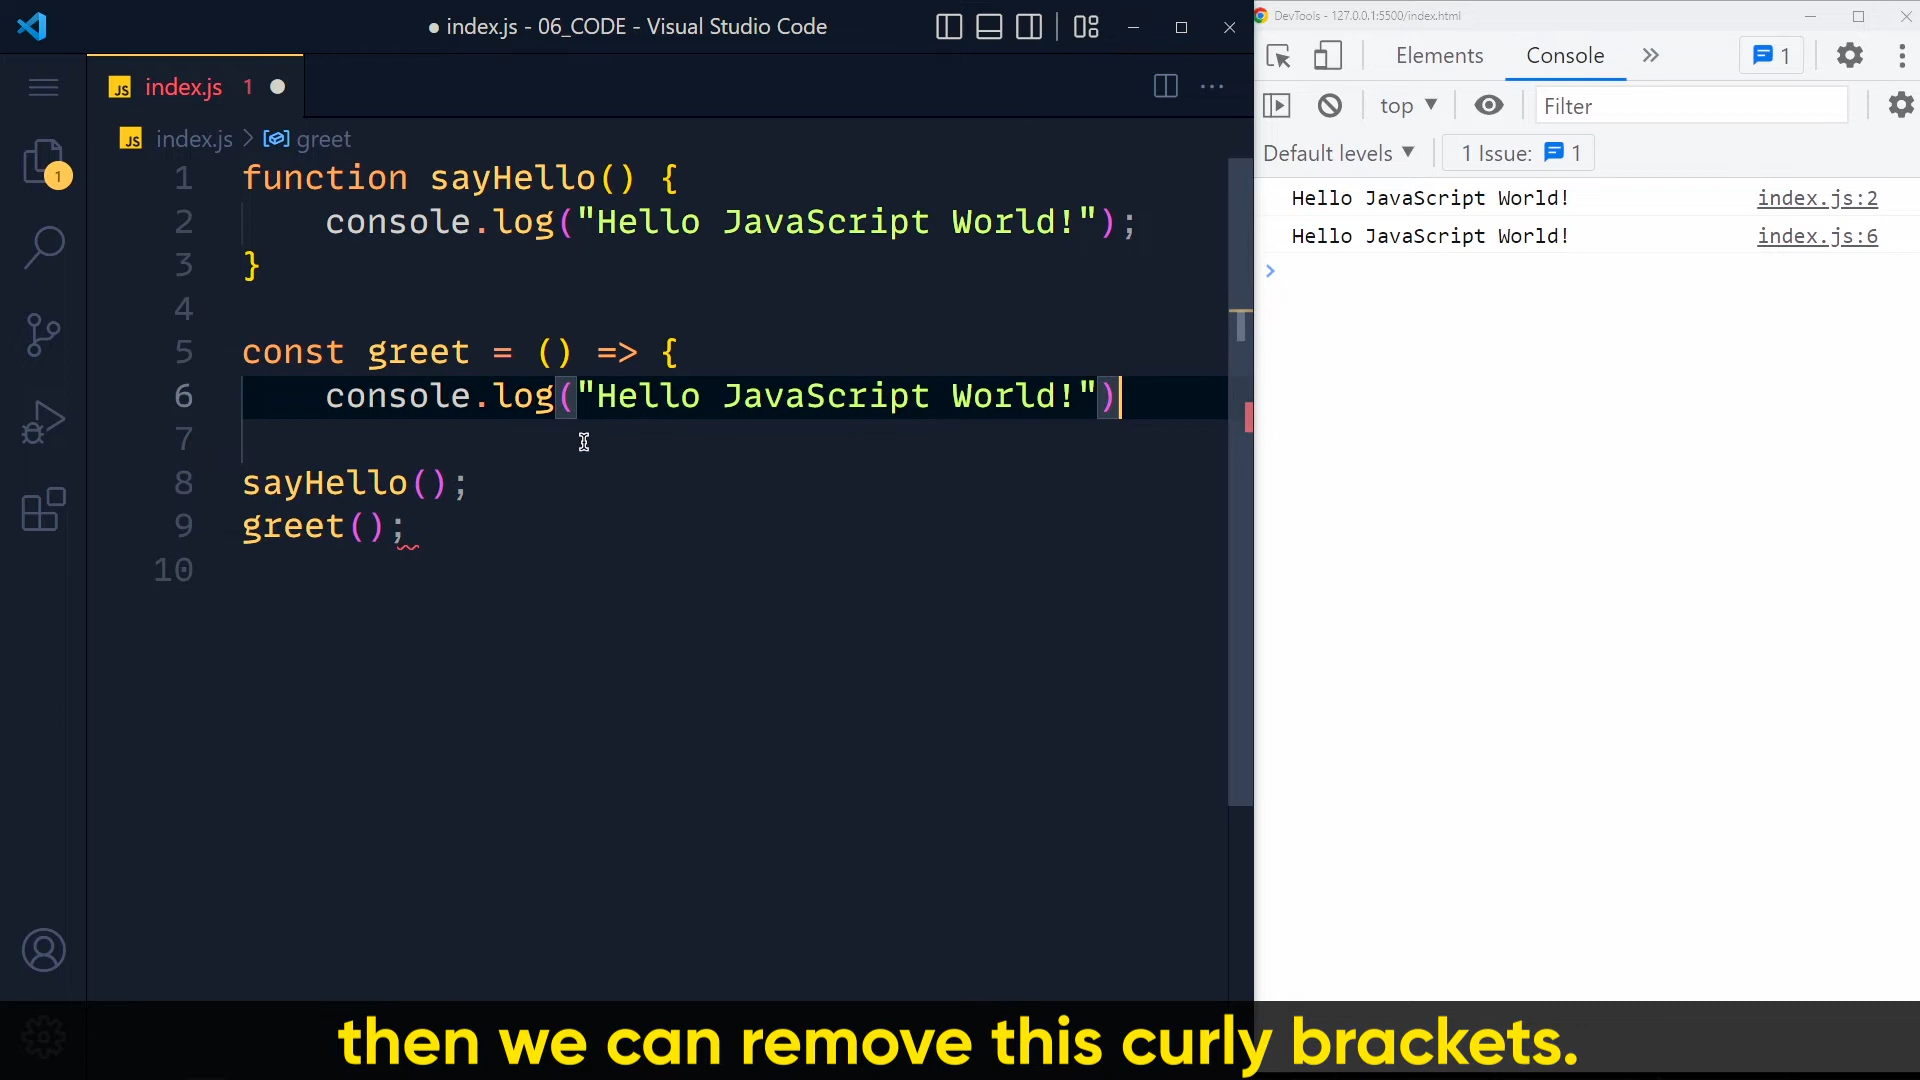 index.js - 06_CODE - Visual Studio Code
JS index.js 1
JS index.js > greet
1 function sayHello() {
2 console.log("Hello JavaScript World!");
3 }
4
5 const greet = () => {
6 console.log("Hello JavaScript World!")
7
8 sayHello();
9 greet();
10
1
DevTools - 127.0.0.1:5500/index.html
Elements Console 1
top Filter
Default levels 1 Issue: 1
Hello JavaScript World! index.js:2
Hello JavaScript World! index.js:6
then we can remove this curly brackets.